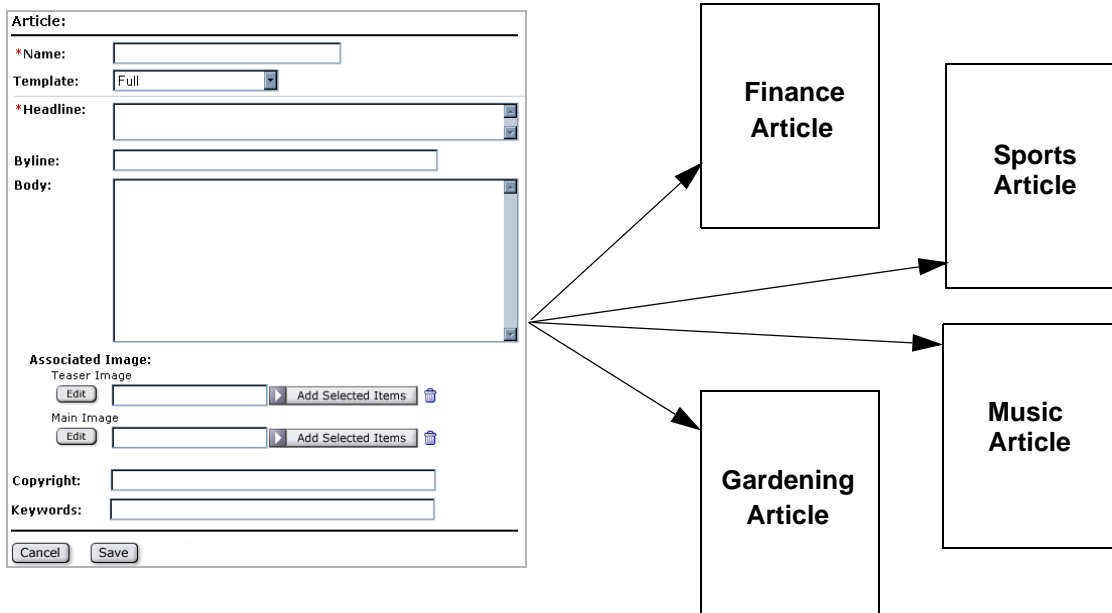 Article:
*Name:
Template: Full
*Headline:
Byline:
Body:
Associated Image:
Teaser Image
Edit Add Selected Items
Main Image
Edit Add Selected Items
Copyright:
Keywords:
Cancel Save
Finance
Article
Sports
Article
Music
Article
Gardening
Article